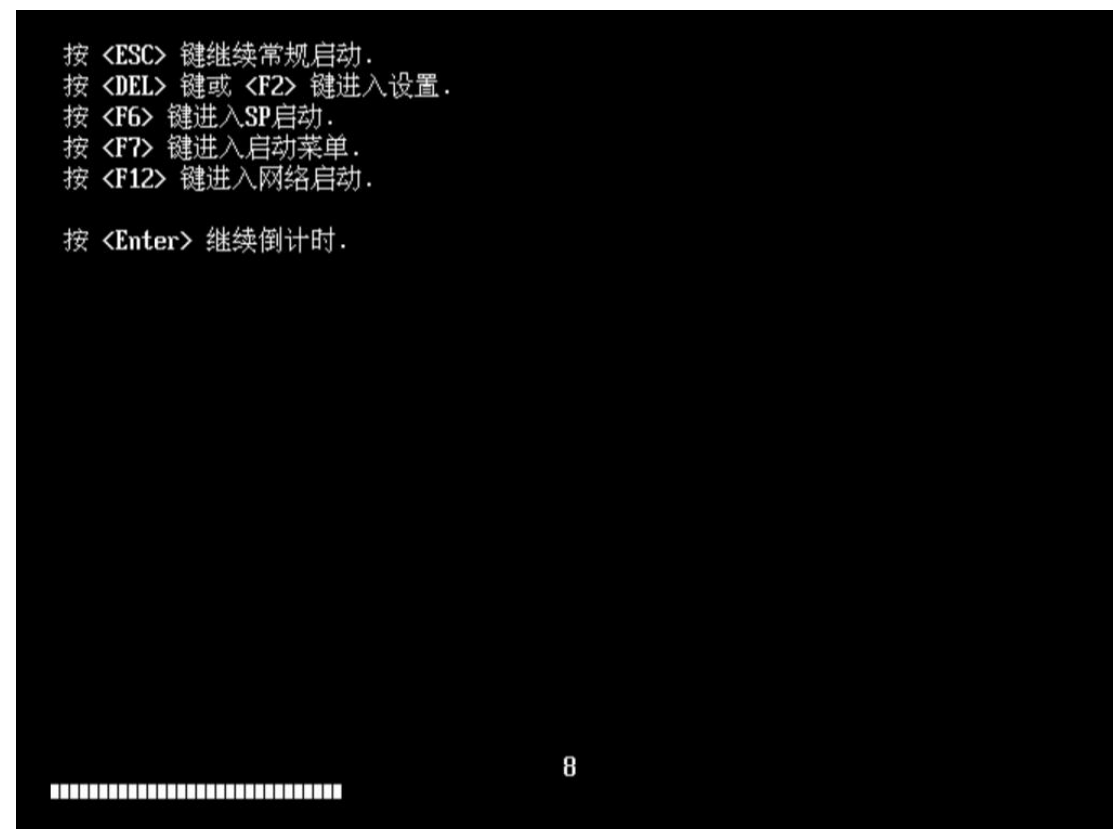 按 <ESC> 键继续常规启动.
按 <DEL> 键或 <F2> 键进入设置.
按 <F6> 键进入SP启动.
按 <F7> 键进入启动菜单.
按 <F12> 键进入网络启动.
按 <Enter> 继续倒计时.
8